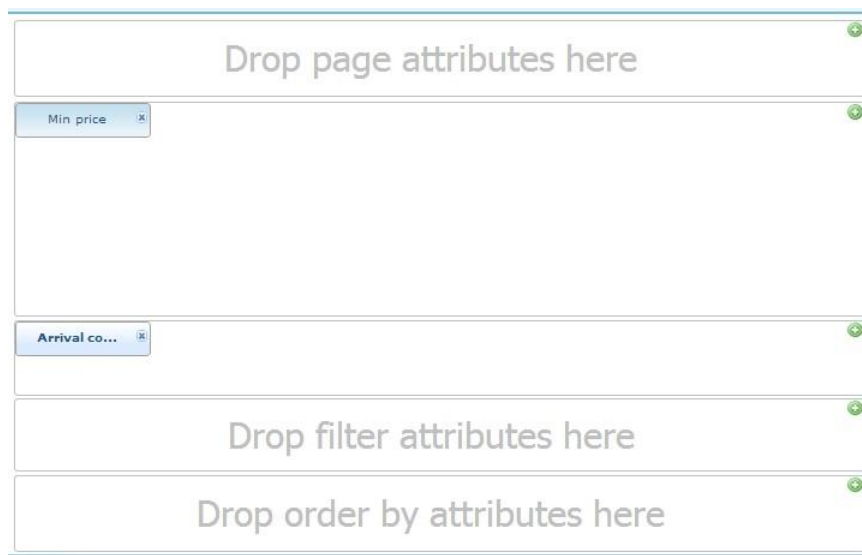 Drop page attributes here
Min price
Arrival co...
Drop filter attributes here
Drop order by attributes here